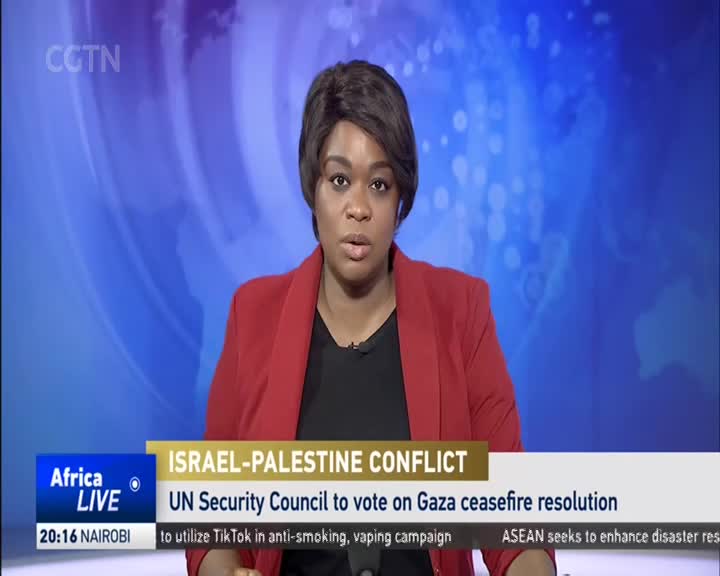 CGTN
ISRAEL-PALESTINE CONFLICT
Africa
LIVE
UN Security Council to vote on Gaza ceasefire resolution
20:16 NAIROBI
to utilize TikTok in anti-smoking, vaping campaign
ASEAN seeks to enhance disaster res